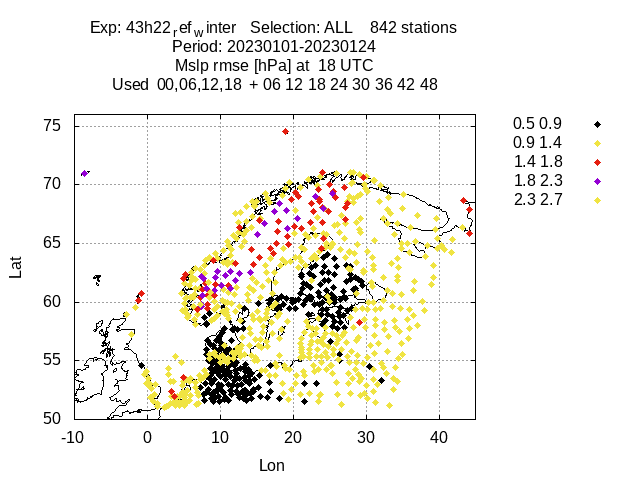 Exp: 43h22refwinter Selection: ALL 842 stations
Period: 20230101-20230124
Mslp rmse [hPa] at 18 UTC
Used 00,06,12,18 + 06 12 18 24 30 36 42 48
0.5 0.9
0.9 1.4
1.4 1.8
1.8 2.3
2.3 2.7
75
70
65
60
55
50
Lat
-10 0 10 20 30 40
Lon